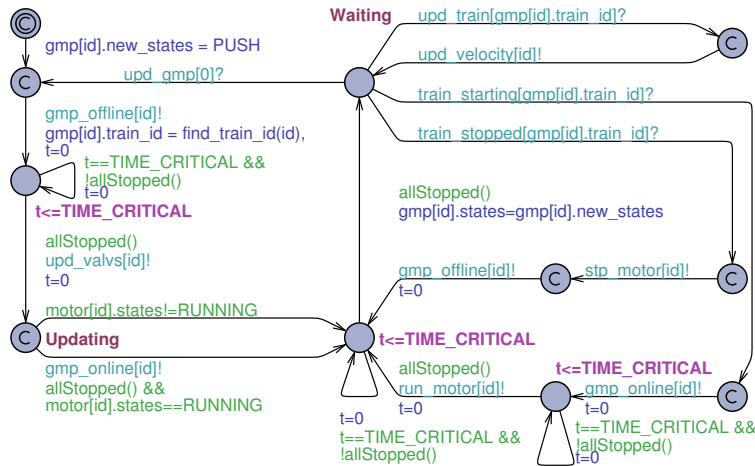 gmp[id].new_states = PUSH
C
upd_gmp[0]?
gmp_offline[id]!
gmp[id].train_id = find_train_id(id),
t=0
t==TIME_CRITICAL &&
!allStopped()
t=0
t<=TIME_CRITICAL
allStopped()
upd_valvs[id]!
t=0
motor[id].states!=RUNNING
C
Updating
gmp_online[id]!
allStopped() &&
motor[id].states==RUNNING
Waiting
upd_train[gmp[id].train_id]?
C
upd_velocity[id]!
train_starting[gmp[id].train_id]?
train_stopped[gmp[id].train_id]?
allStopped()
gmp[id].states=gmp[id].new_states
gmp_offline[id]!
t=0
C
stp_motor[id]!
C
t<=TIME_CRITICAL
t=0
t==TIME_CRITICAL &&
!allStopped()
allStopped()
run_motor[id]!
t=0
t<=TIME_CRITICAL
gmp_online[id]!
t=0
C
t==TIME_CRITICAL &&
!allStopped()
t=0